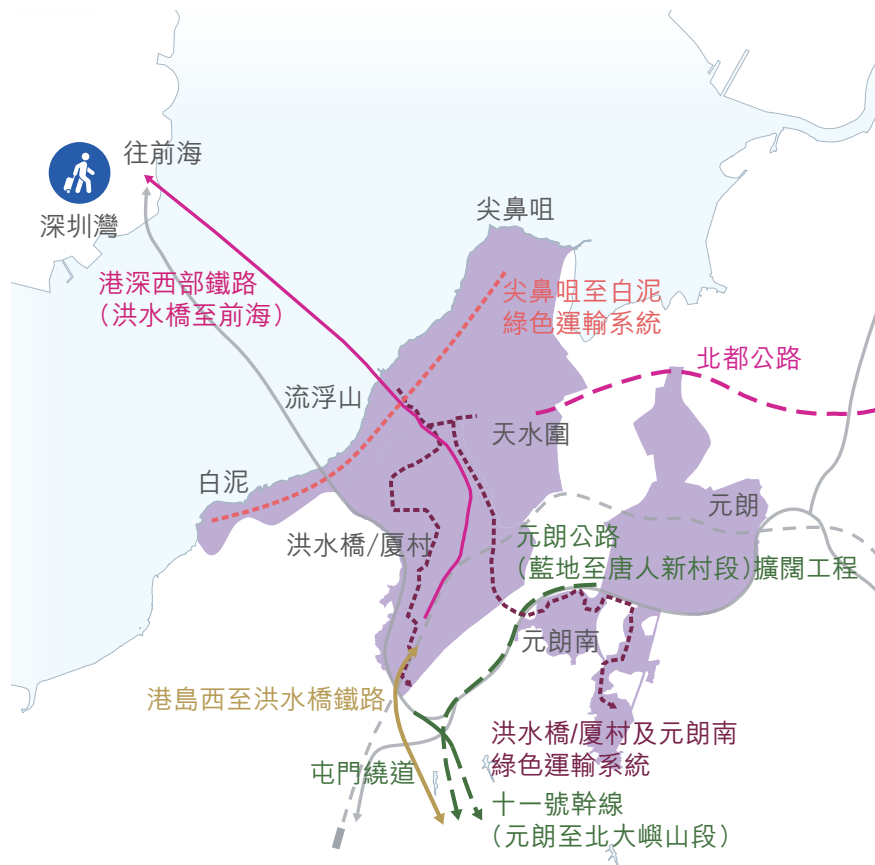 往前海
深圳灣
尖鼻咀
港深西部鐵路
（洪水橋至前海）
尖鼻咀至白泥
綠色運輸系統
北都公路
流浮山
天水圍
白泥
元朗
洪水橋/厦村
元朗公路
（藍地至唐人新村段）擴闊工程
元朗南
港島西至洪水橋鐵路
洪水橋/厦村及元朗南
綠色運輸系統
屯門繞道
十一號幹線
（元朗至北大嶼山段）